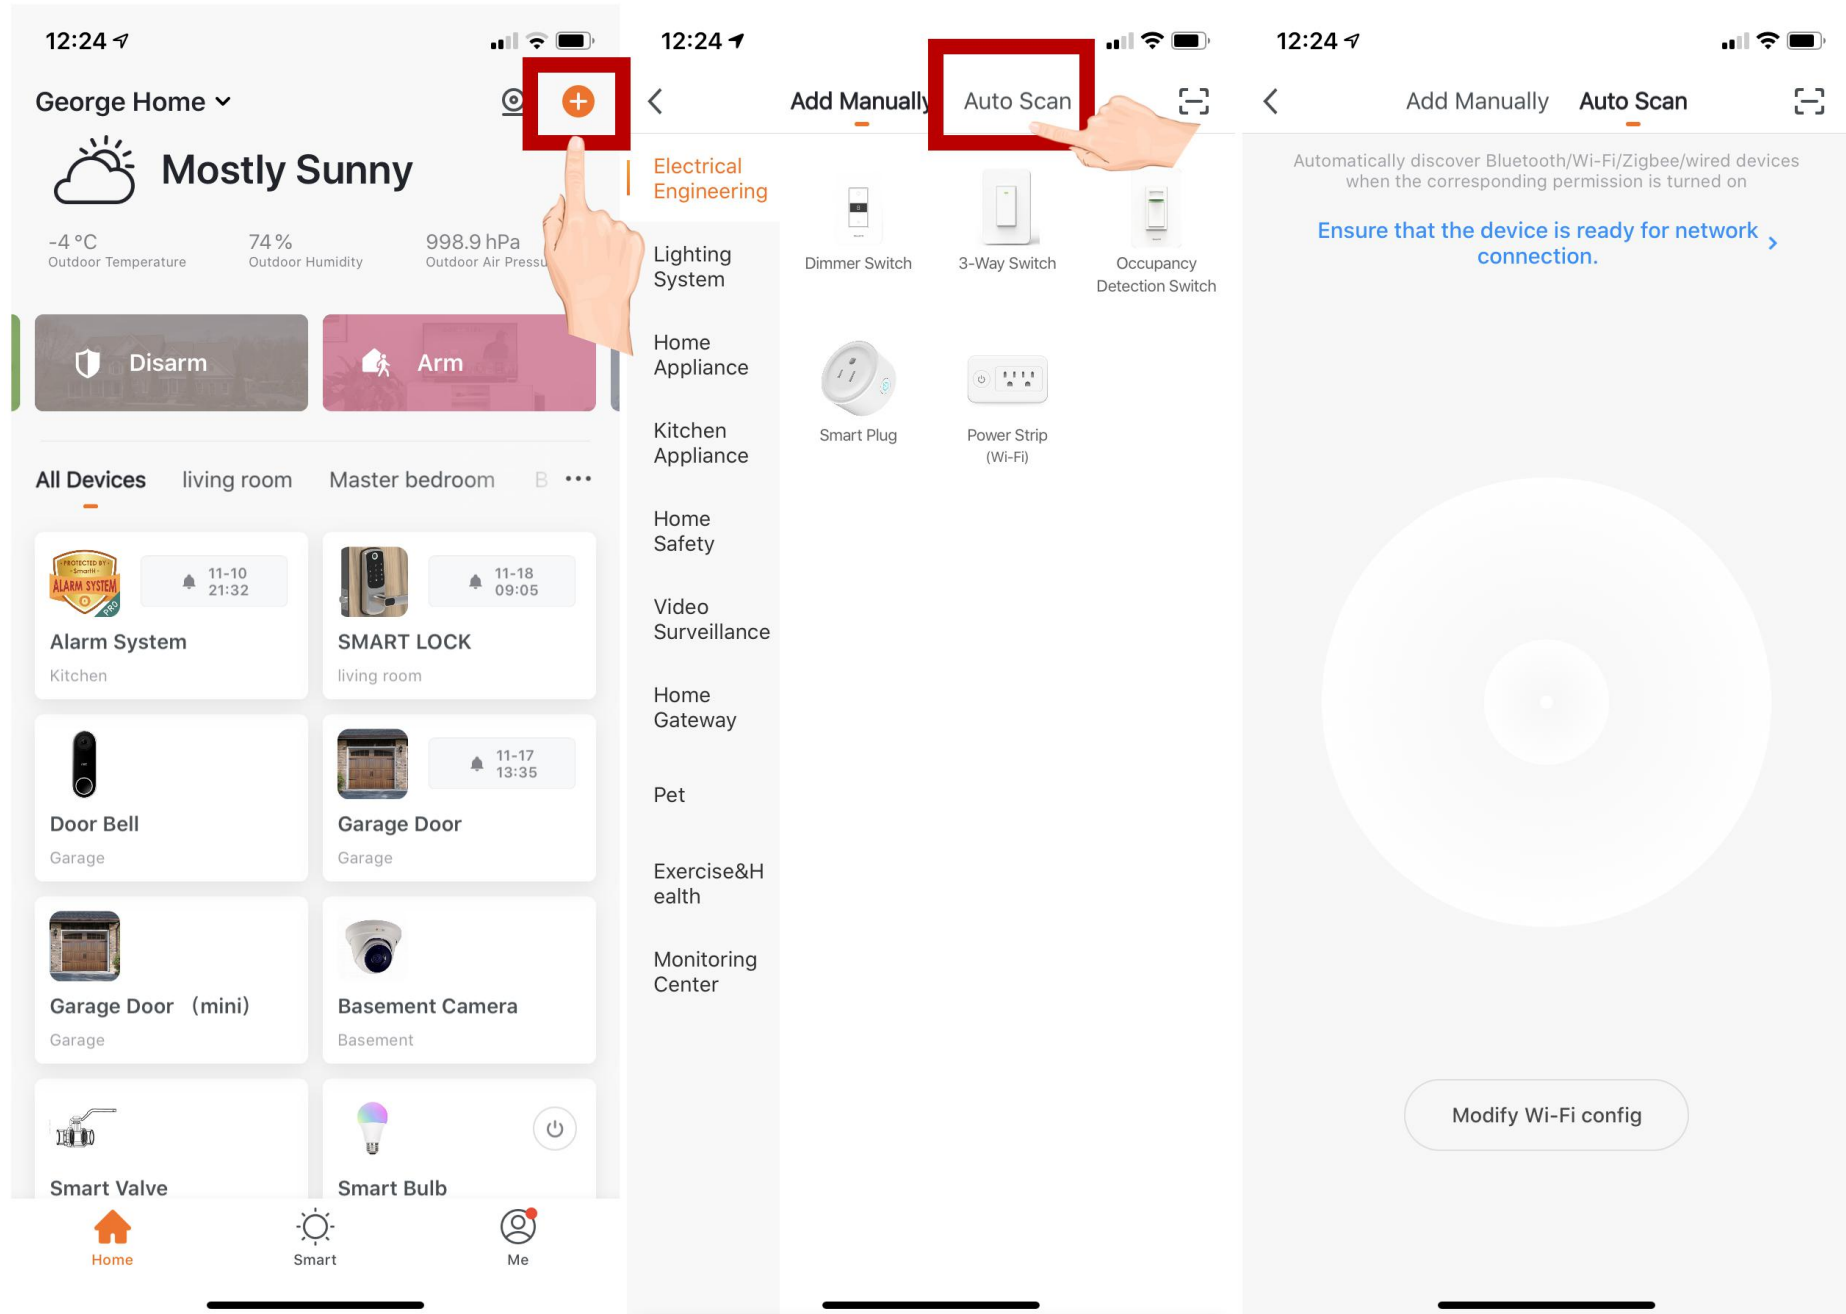 12:24
George Home
Mostly Sunny
-4 °C
Outdoor Temperature
74%
Outdoor Humidity
998.9 hPa
Outdoor Air Pressu
Disarm
Arm
All Devices
living room
Master bedroom
B
PROTECTED BY
SmartH
ALARM SYSTEM
PRO
11-10
21:32
Alarm System
Kitchen
11-18
09:05
SMART LOCK
living room
Door Bell
Garage
11-17
13:35
Garage Door
Garage
Garage Door （mini）
Garage
Basement Camera
Basement
Smart Valve
Smart Bulb
Home
Smart
Me
12:24
Add Manually
Auto Scan
Electrical
Engineering
Lighting
System
Home
Appliance
Kitchen
Appliance
Home
Safety
Video
Surveillance
Home
Gateway
Pet
Exercise&H
ealth
Monitoring
Center
Dimmer Switch
3-Way Switch
Occupancy
Detection Switch
Smart Plug
Power Strip
(Wi-Fi)
12:24
Add Manually
Auto Scan
Automatically discover Bluetooth/Wi-Fi/Zigbee/wired devices
when the corresponding permission is turned on
Ensure that the device is ready for network
connection.
Modify Wi-Fi config